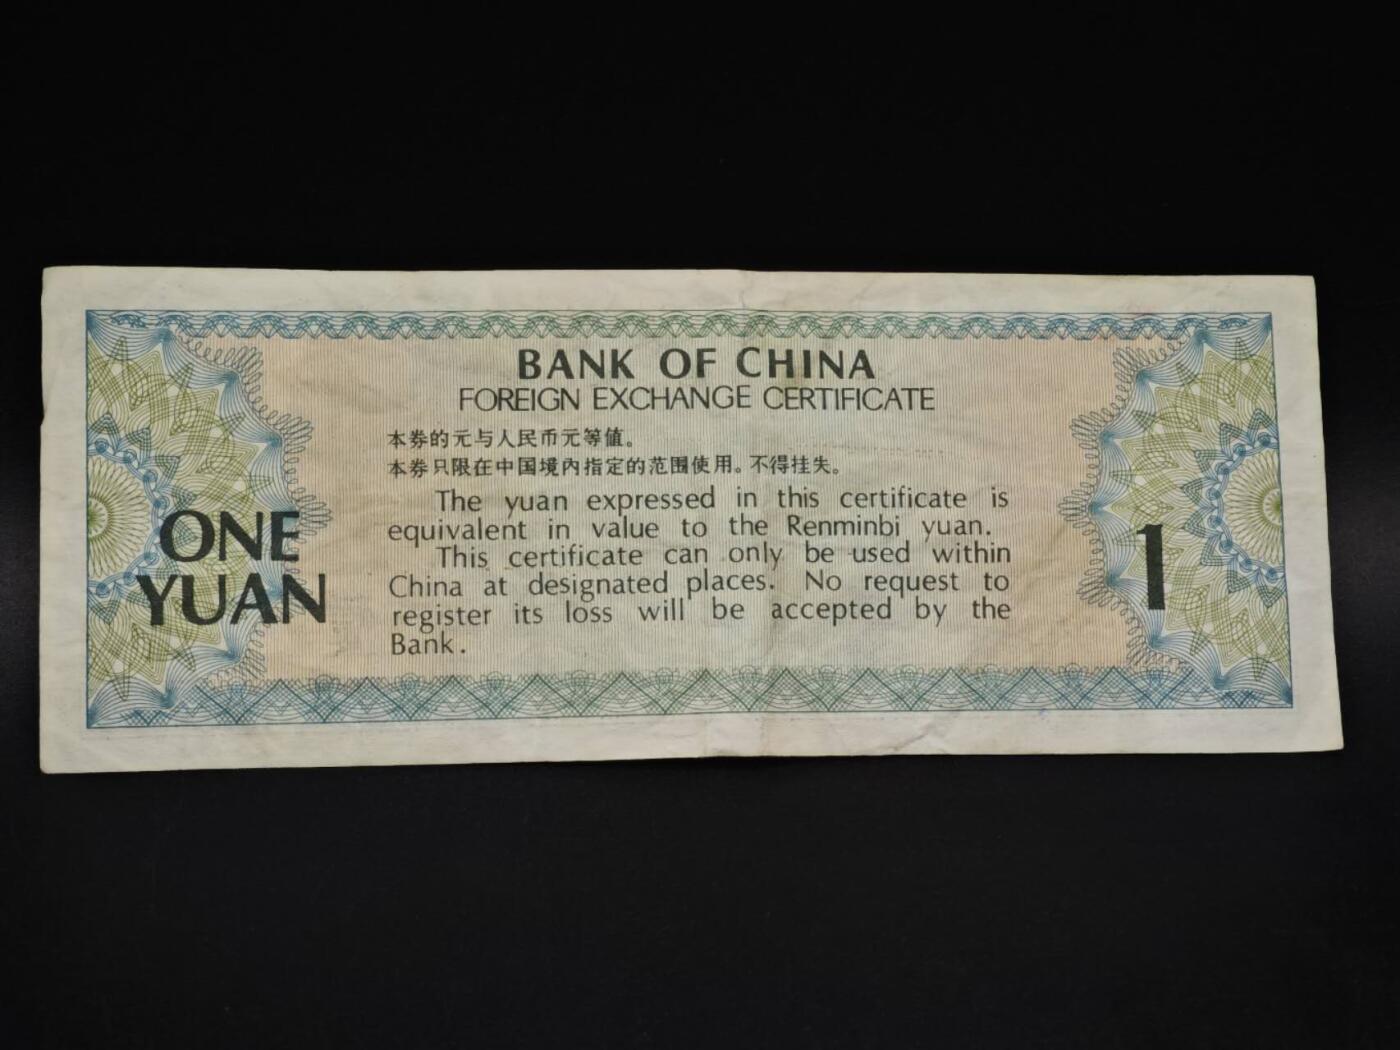 BANK OF CHINA
FOREIGN EXCHANGE CERTIFICATE
本券的元与人民币元等值。
本券只限在中国境内指定的范围使用。不得挂失。
The yuan expressed in this certificate is
equivalent in value to the Renminbi yuan.
This certificate can only be used within
China at designated places. No request to
register its loss will be accepted by the
Bank.
ONE
YUAN
1